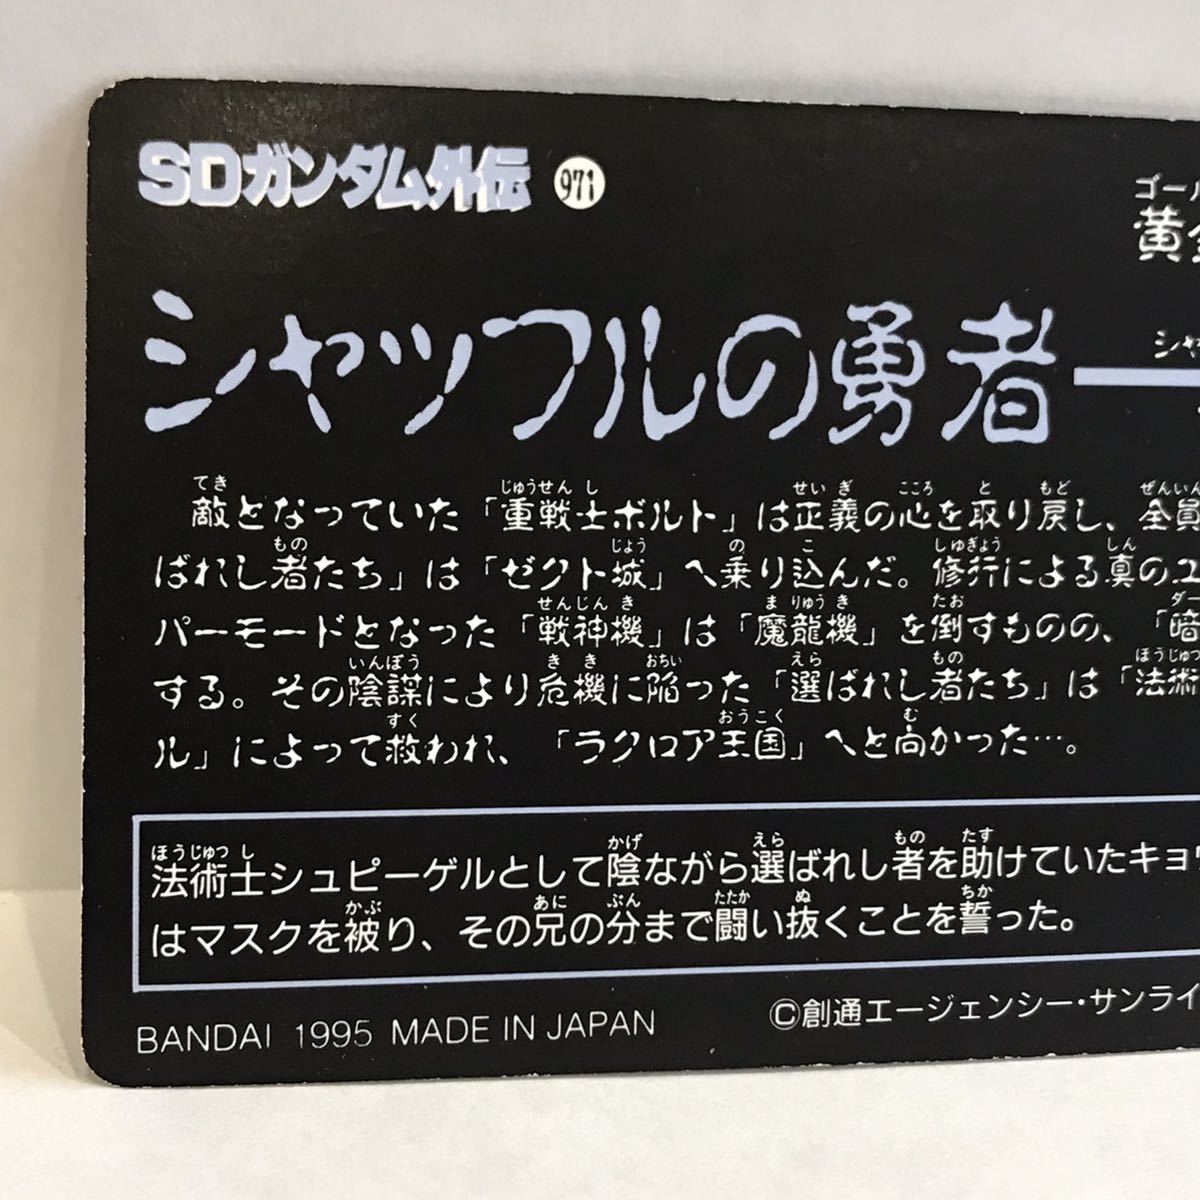 SDガンダム外伝 971
ゴール
黄金
シャッフルの勇者
シャ
敵となっていた「重戦士ボルト」は正義の心を取り戻し、全員
ばれし者たち」は「ゼクト城」へ乗り込んだ。修行による真のユ
パーモードとなった「戦神機」は「魔龍機」を倒すものの、「暗
する。その陰謀により危機に陥った「選ばれし者たち」は「法術
ル」によって救われ、「ラクロア王国」へと向かった…。
法術士シュピーゲルとして陰ながら選ばれし者を助けていたキョウ
はマスクを被り、その兄の分まで闘い抜くことを誓った。
BANDAI 1995 MADE IN JAPAN
©創通エージェンシー・サンライ